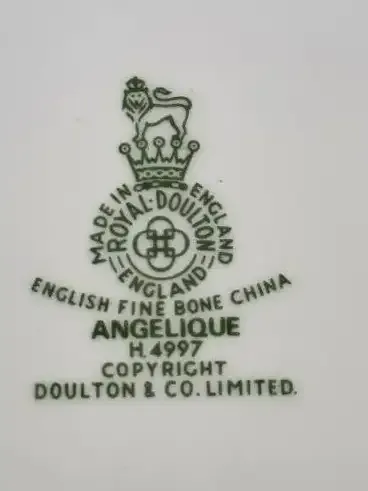 MADE IN ENGLAND
ROYAL·DOULTON
ENGLAND
ENGLISH FINE BONE CHINA
ANGELIQUE
H.4997
COPYRIGHT
DOULTON & CO. LIMITED.